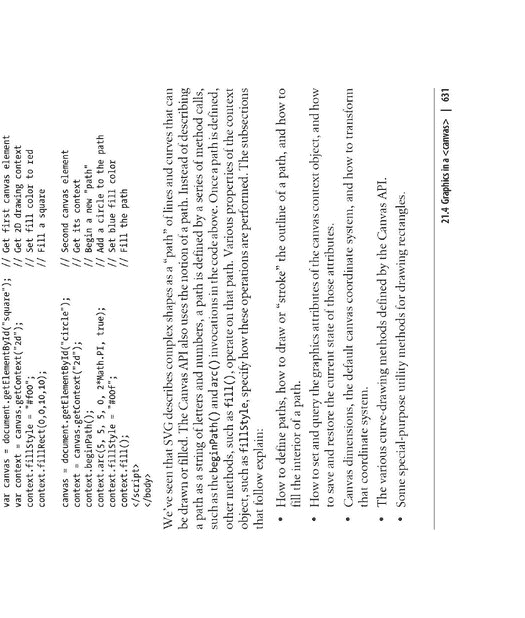 var canvas = document.getElementById("square");  // Get first canvas element
var context = canvas.getContext("2d");           // Get 2D drawing context
context.fillStyle = "#f00";                      // Set fill color to red
context.fillRect(0,0,10,10);                     // Fill a square
canvas = document.getElementById("circle");      // Second canvas element
context = canvas.getContext("2d");               // Get its context
context.beginPath();                             // Begin a new "path"
context.arc(5, 5, 5, 0, 2*Math.PI, true);        // Add a circle to the path
context.fillStyle = "#00f";                      // Set blue fill color
context.fill();                                  // Fill the path
</script>
</body>
We've seen that SVG describes complex shapes as a "path" of lines and curves that can
be drawn or filled. The Canvas API also uses the notion of a path. Instead of describing
a path as a string of letters and numbers, a path is defined by a series of method calls,
such as the beginPath() and arc() invocations in the code above. Once a path is defined,
other methods, such as fill(), operate on that path. Various properties of the context
object, such as fillStyle, specify how these operations are performed. The subsections
that follow explain:
• How to define paths, how to draw or "stroke" the outline of a path, and how to
fill the interior of a path.
• How to set and query the graphics attributes of the canvas context object, and how
to save and restore the current state of those attributes.
• Canvas dimensions, the default canvas coordinate system, and how to transform
that coordinate system.
• The various curve-drawing methods defined by the Canvas API.
• Some special-purpose utility methods for drawing rectangles.
21.4 Graphics in a <canvas> | 631